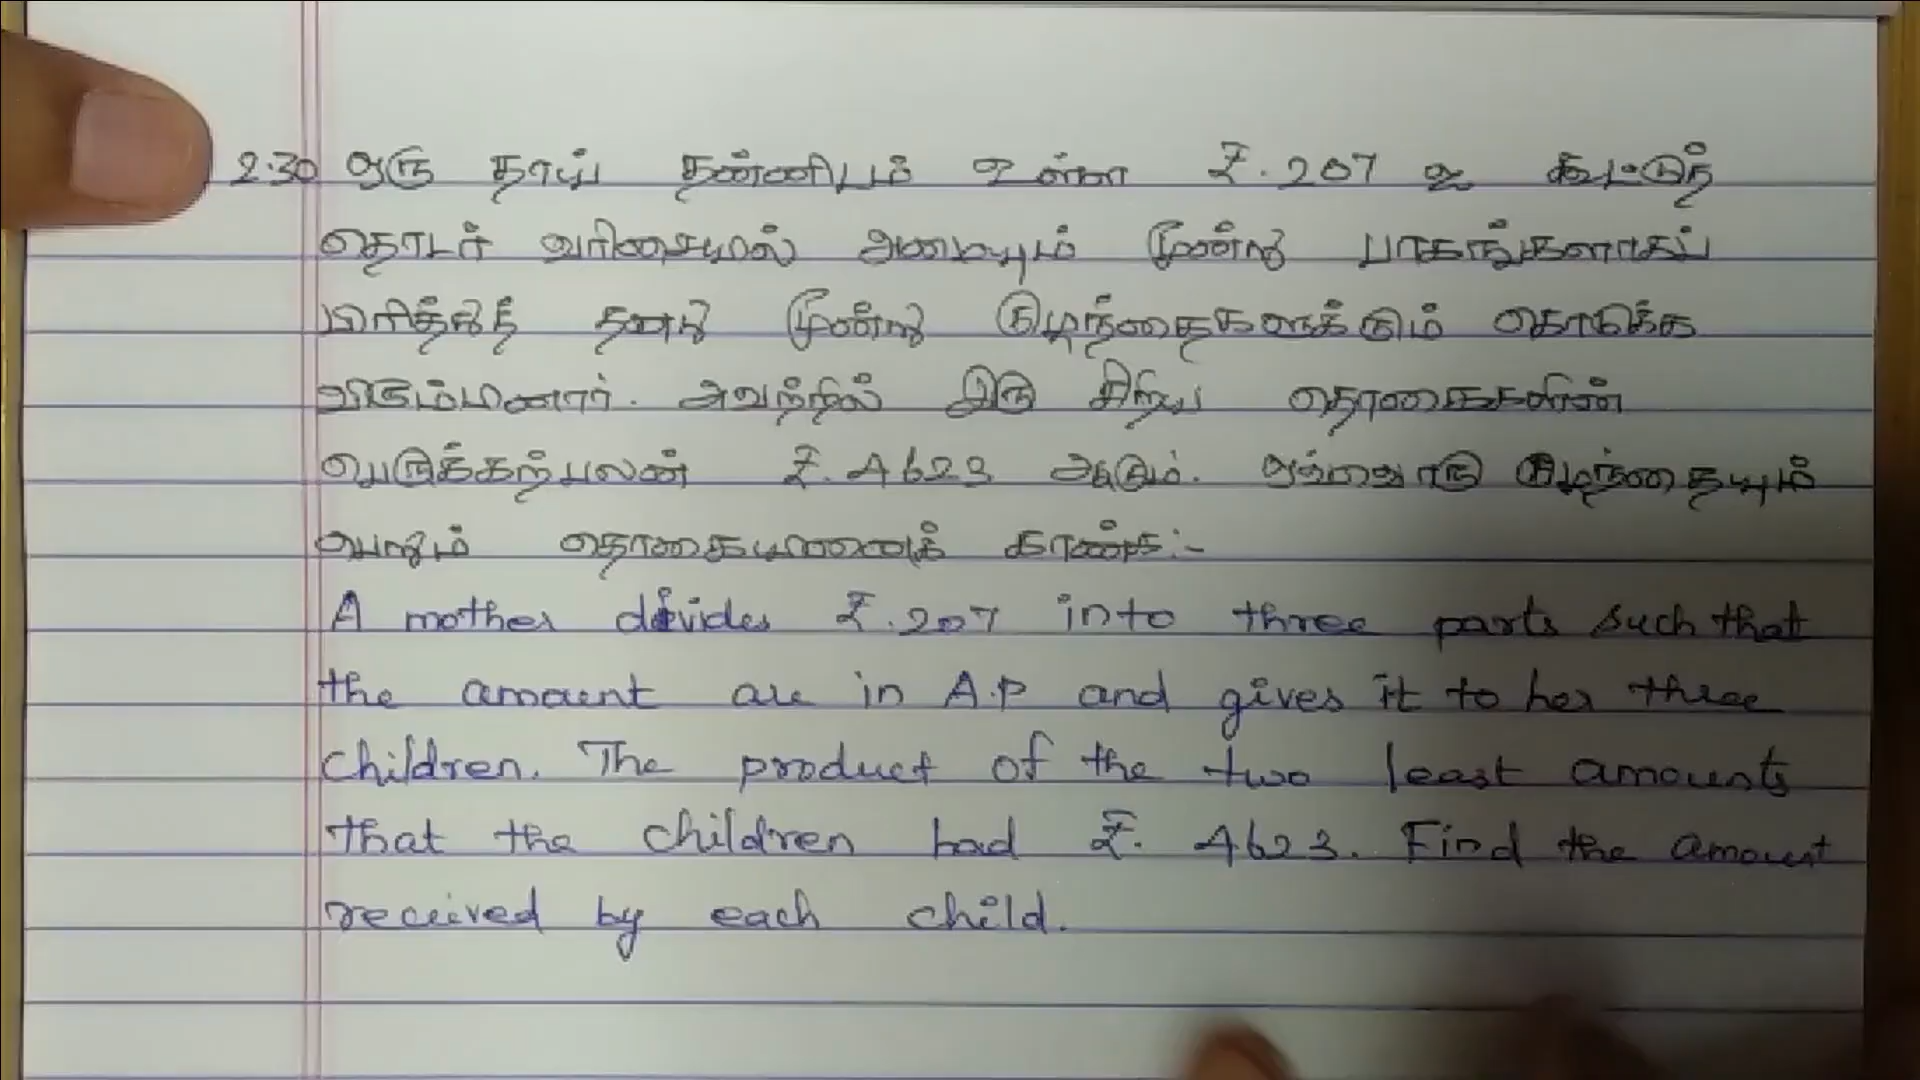 2.30 ஒரு தாய் தன்னிடம் உள்ள ₹.207 ஐ கூட்டுத்
தொடர் வரிசையில் அமையும் மூன்று பாகங்களாகப்
பிரித்துத் தனது மூன்று குழந்தைகளுக்கும் கொடுக்க
விரும்பினார். அவற்றில் இரு சிறிய தொகைகளின்
பெருக்கற்பலன் ₹.4623 ஆகும். ஒவ்வொரு குழந்தையும்
பெறும் தொகையினைக் காண்க:-
A mother divides ₹.207 into three parts such that
the amount are in A.P and gives it to her three
children. The product of the two least amounts
that the children had ₹. 4623. Find the amount
received by each child.